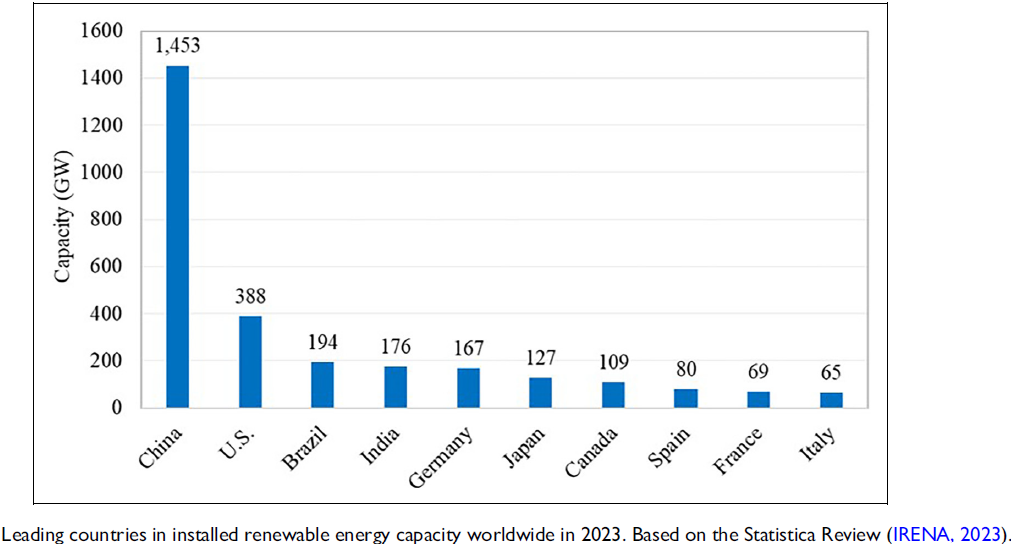 1600
1,453
1400
1200
1000
800
600
400
200
0
Capacity (GW)
388
194
176
167
127
109
80
69
65
China
U.S.
Brazil
India
Germany
Japan
Canada
Spain
France
Italy
Leading countries in installed renewable energy capacity worldwide in 2023. Based on the Statistica Review (IRENA, 2023).